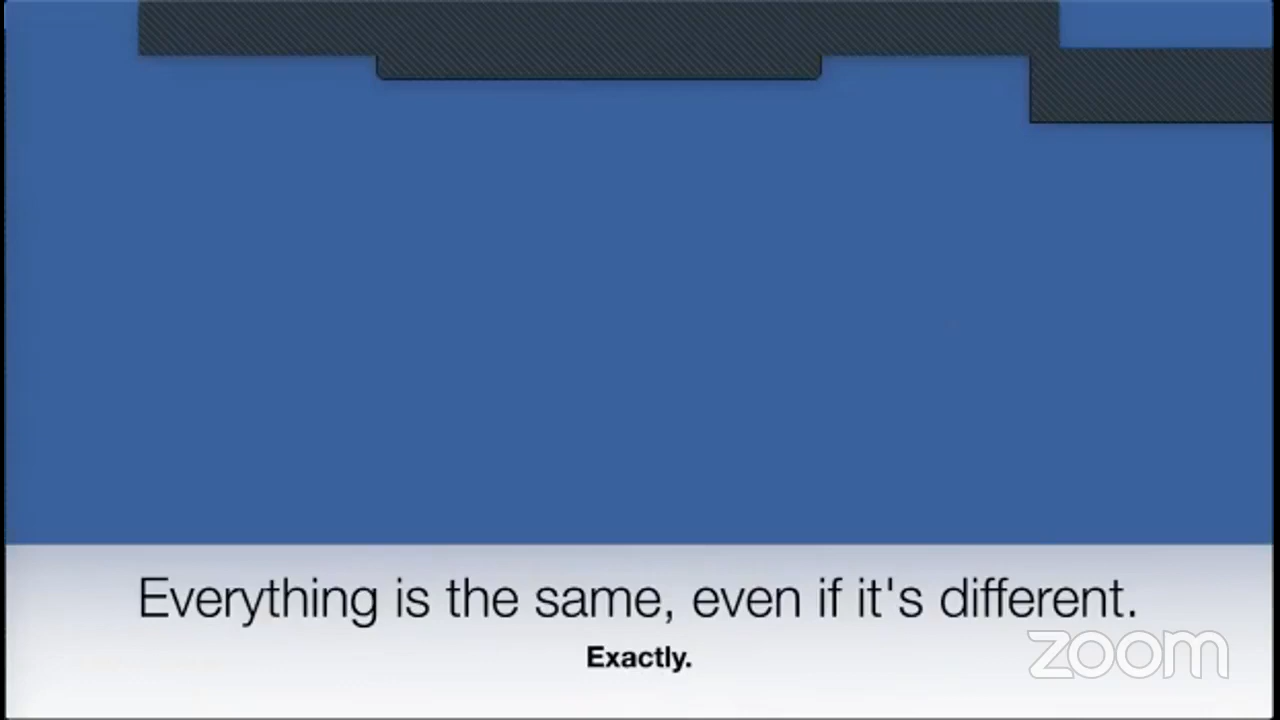 Everything is the same, even if it's different.
Exactly.
zoom